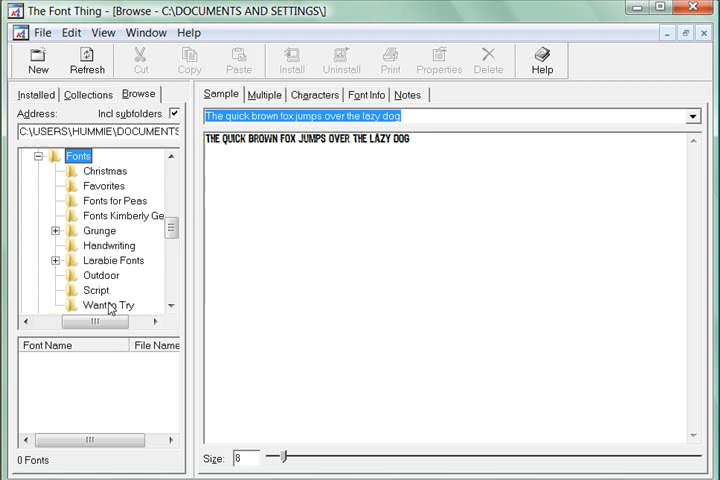 The Font Thing - [Browse - C:\DOCUMENTS AND SETTINGS\]
File Edit View Window Help
New Refresh Cut Copy Paste Install Uninstall Print Properties Delete Help
Installed Collections Browse
Sample Multiple Characters Font Info Notes
Address: Incl subfolders
C:\USERS\HUMMIE\DOCUMENTS
The quick brown fox jumps over the lazy dog
THE QUICK BROWN FOX JUMPS OVER THE LAZY DOG
Fonts
Christmas
Favorites
Fonts for Peas
Fonts Kimberly Ge
Grunge
Handwriting
Larabie Fonts
Outdoor
Script
Want to Try
Font Name File Name
0 Fonts
Size: 8